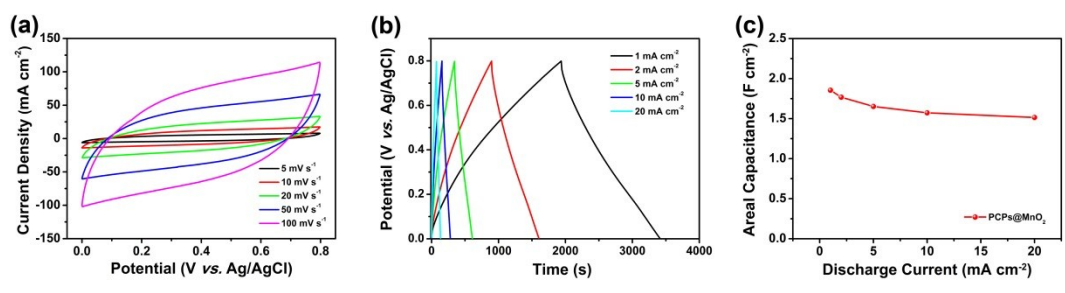 (a)
Current Density (mA cm⁻²)
150
100
50
0
-50
-100
-150
0.0 0.2 0.4 0.6 0.8
Potential (V vs. Ag/AgCl)
5 mV s⁻¹
10 mV s⁻¹
20 mV s⁻¹
50 mV s⁻¹
100 mV s⁻¹
(b)
Potential (V vs. Ag/AgCl)
0.8
0.6
0.4
0.2
0.0
0 1000 2000 3000 4000
Time (s)
1 mA cm⁻²
2 mA cm⁻²
5 mA cm⁻²
10 mA cm⁻²
20 mA cm⁻²
(c)
Areal Capacitance (F cm⁻²)
2.5
2.0
1.5
1.0
0.5
0.0
0 5 10 15 20
Discharge Current (mA cm⁻²)
PCPs@MnO₂